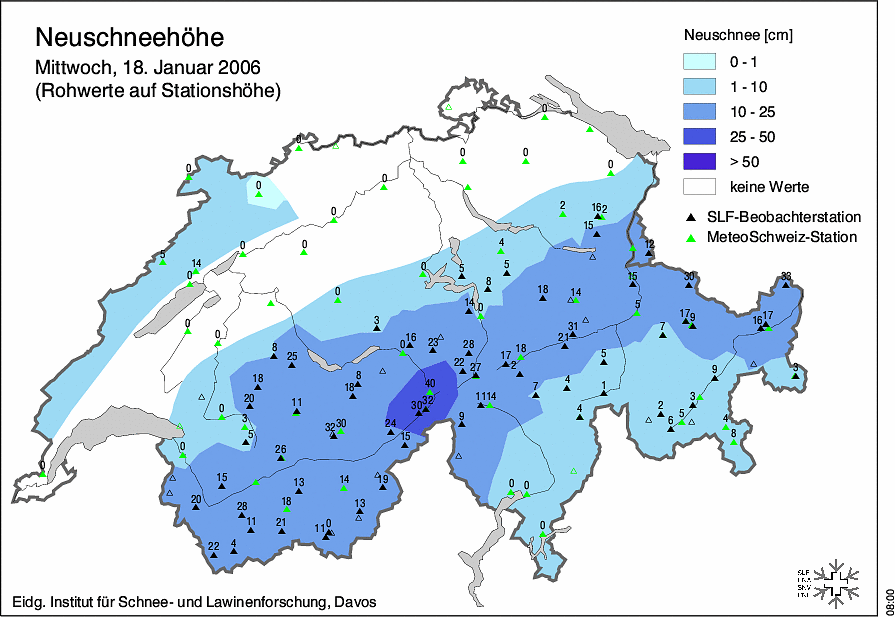 Neuschneehöhe
Mittwoch, 18. Januar 2006
(Rohwerte auf Stationshöhe)
Neuschnee [cm]
0 - 1
1 - 10
10 - 25
25 - 50
> 50
keine Werte
SLF-Beobachterstation
MeteoSchweiz-Station
0
0 0
0 0 0
0 0
0 2 16 2
15
0 0 4 12
5 14 0 5 5 15 30 33
0 8
0 18 14
14 0 5
0 3 17 9 16 17
0 16 23 31 7
8 0 28 18 21
25 22 17 2 5
18 8 27 9 3
18 40 7 4 1
20 11 30 32 11 14 3
0 3 9 4 2 6 5 4
5 32 30 24 8
26 15
0 15 13 14 19 0 0
20 28 18 13
11 21 11 0 0
22 4
Eidg. Institut für Schnee- und Lawinenforschung, Davos
SLF
08:00